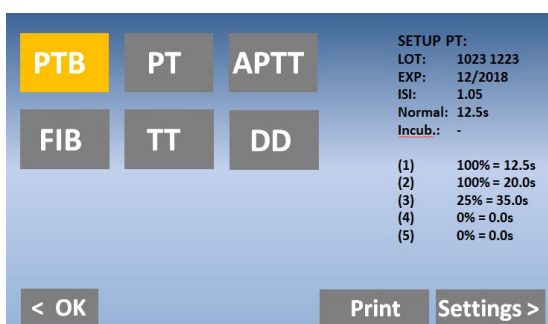 PTB PT APTT
FIB TT DD
SETUP PT:
LOT: 1023 1223
EXP: 12/2018
ISI: 1.05
Normal: 12.5s
Incub.: -
(1) 100% = 12.5s
(2) 100% = 20.0s
(3) 25% = 35.0s
(4) 0% = 0.0s
(5) 0% = 0.0s
< OK Print Settings >